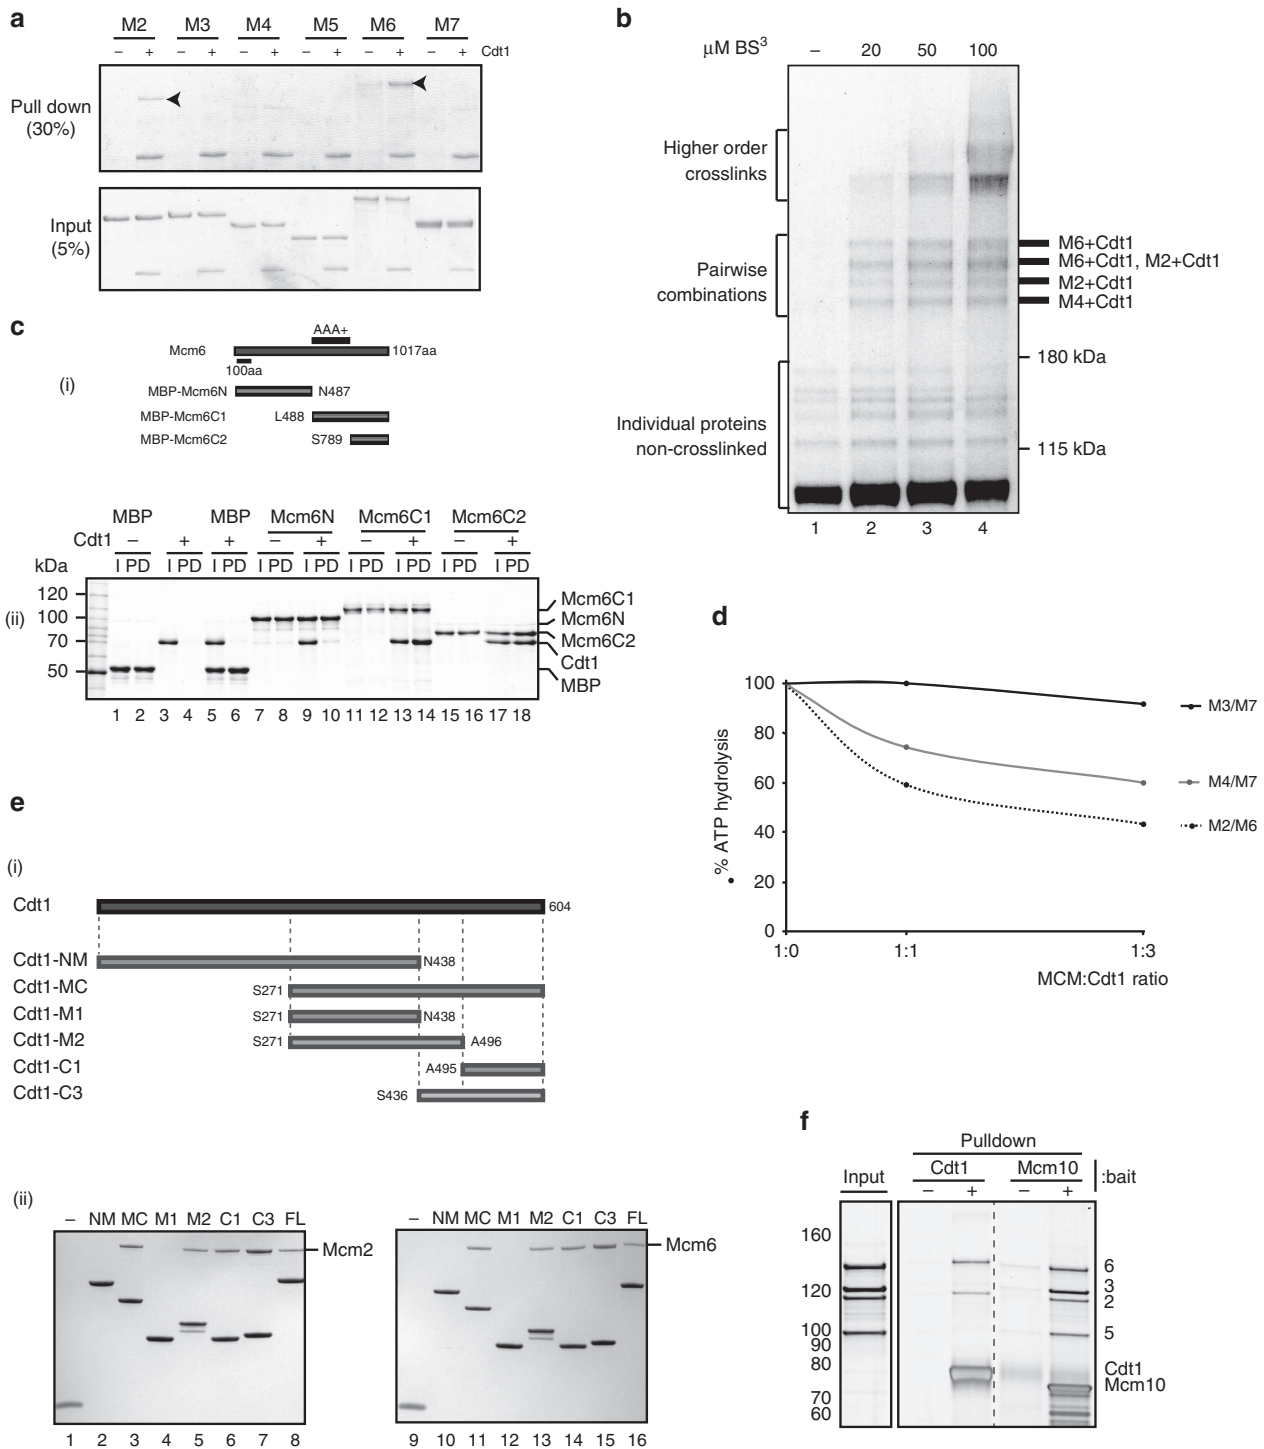 a
M2 M3 M4 M5 M6 M7
– + – + – + – + – + – + Cdt1
Pull down
(30%)
Input
(5%)
b
μM BS3 – 20 50 100
Higher order
crosslinks
Pairwise
combinations
Individual proteins
non-crosslinked
M6+Cdt1
M6+Cdt1, M2+Cdt1
M2+Cdt1
M4+Cdt1
180 kDa
115 kDa
1 2 3 4
c
(i)
AAA+
Mcm6 1017aa
100aa
MBP-Mcm6N N487
MBP-Mcm6C1 L488
MBP-Mcm6C2 S789
(ii)
MBP MBP Mcm6N Mcm6C1 Mcm6C2
Cdt1 – + + – + – + – +
kDa I PD I PD I PD I PD I PD I PD I PD I PD I PD
120
100
70
50
Mcm6C1
Mcm6N
Mcm6C2
Cdt1
MBP
1 2 3 4 5 6 7 8 9 10 11 12 13 14 15 16 17 18
d
• % ATP hydrolysis
100
80
60
40
20
0
1:0 1:1 1:3
MCM:Cdt1 ratio
M3/M7
M4/M7
M2/M6
e
(i)
Cdt1 604
Cdt1-NM N438
Cdt1-MC S271
Cdt1-M1 S271 N438
Cdt1-M2 S271 A496
Cdt1-C1 A495
Cdt1-C3 S436
(ii)
– NM MC M1 M2 C1 C3 FL
Mcm2
1 2 3 4 5 6 7 8
– NM MC M1 M2 C1 C3 FL
Mcm6
9 10 11 12 13 14 15 16
f
Pulldown
Input Cdt1 Mcm10 :bait
– + – +
160
120
100
90
80
70
60
6
3
2
5
Cdt1
Mcm10